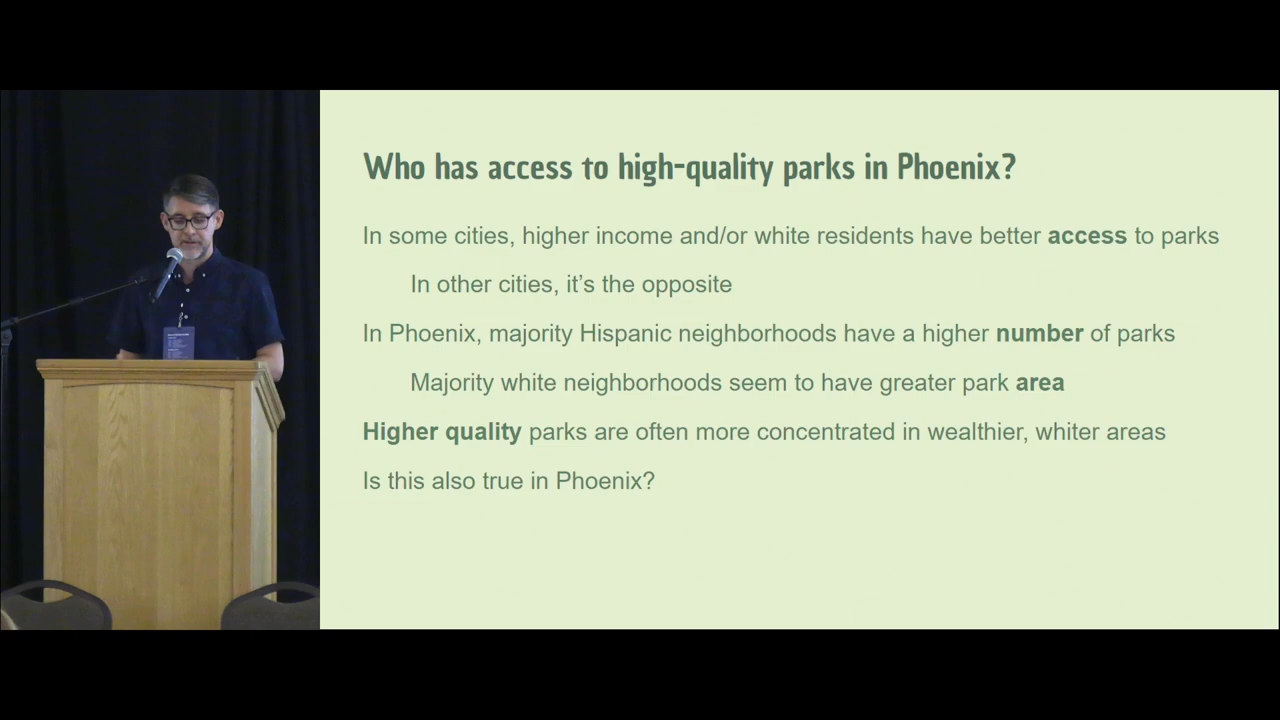 Who has access to high-quality parks in Phoenix?
In some cities, higher income and/or white residents have better access to parks
In other cities, it’s the opposite
In Phoenix, majority Hispanic neighborhoods have a higher number of parks
Majority white neighborhoods seem to have greater park area
Higher quality parks are often more concentrated in wealthier, whiter areas
Is this also true in Phoenix?